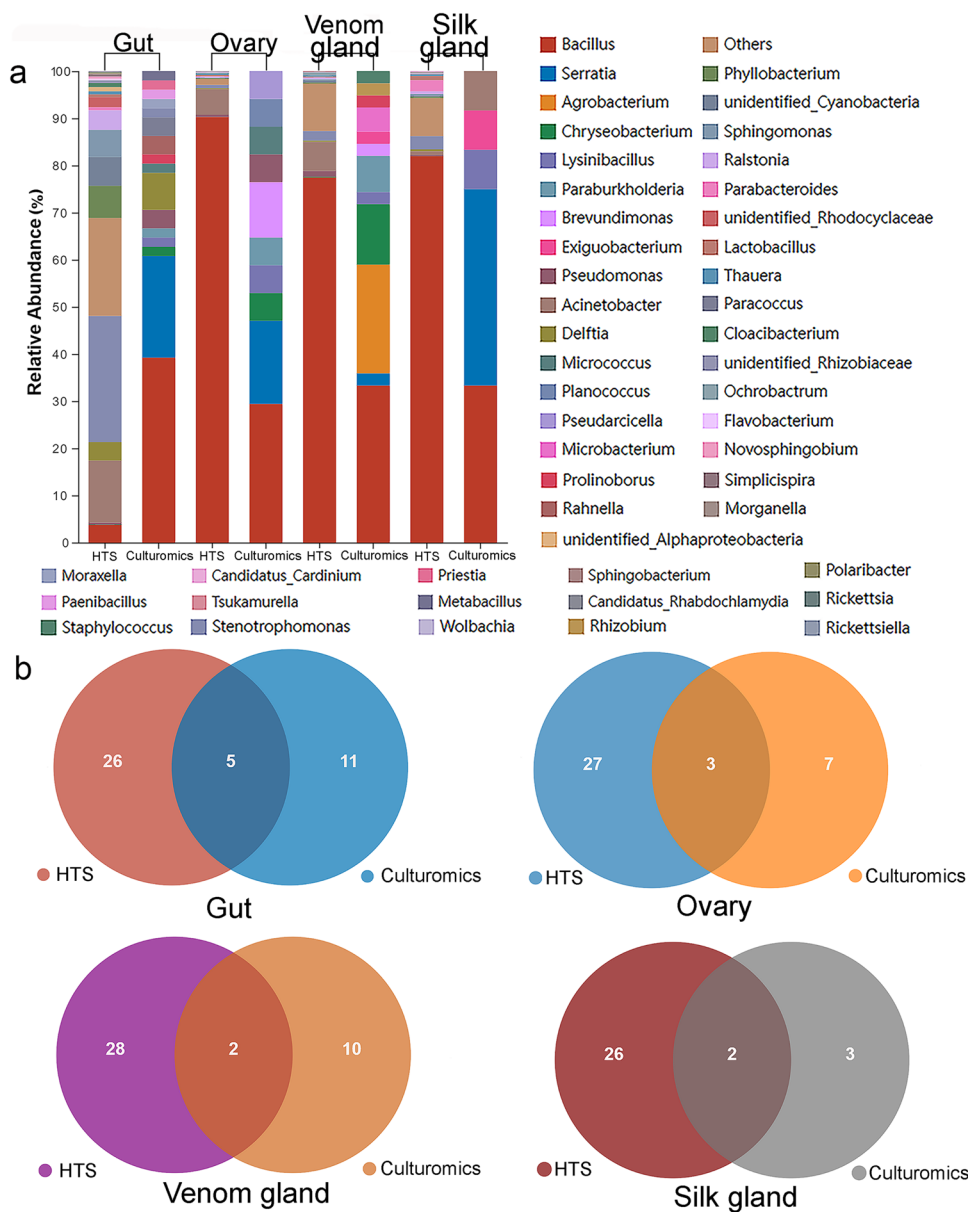 Gut
Ovary
Venom
gland
Silk
gland
a
Relative Abundance (%)
100
90
80
70
60
50
40
30
20
10
0
HTS
Culturomics
HTS
Culturomics
HTS
Culturomics
HTS
Culturomics
Bacillus
Serratia
Agrobacterium
Chryseobacterium
Lysinibacillus
Paraburkholderia
Brevundimonas
Exiguobacterium
Pseudomonas
Acinetobacter
Delftia
Micrococcus
Planococcus
Pseudarcicella
Microbacterium
Prolinoborus
Rahnella
unidentified_Alphaproteobacteria
Others
Phyllobacterium
unidentified_Cyanobacteria
Sphingomonas
Ralstonia
Parabacteroides
unidentified_Rhodocyclaceae
Lactobacillus
Thauera
Paracoccus
Cloacibacterium
unidentified_Rhizobiaceae
Ochrobactrum
Flavobacterium
Novosphingobium
Simplicispira
Morganella
Moraxella
Paenibacillus
Staphylococcus
Candidatus_Cardinium
Tsukamurella
Stenotrophomonas
Priestia
Metabacillus
Wolbachia
Sphingobacterium
Candidatus_Rhabdochlamydia
Rhizobium
Polaribacter
Rickettsia
Rickettsiella
b
26
5
11
HTS
Culturomics
Gut
27
3
7
HTS
Culturomics
Ovary
28
2
10
HTS
Culturomics
Venom gland
26
2
3
HTS
Culturomics
Silk gland